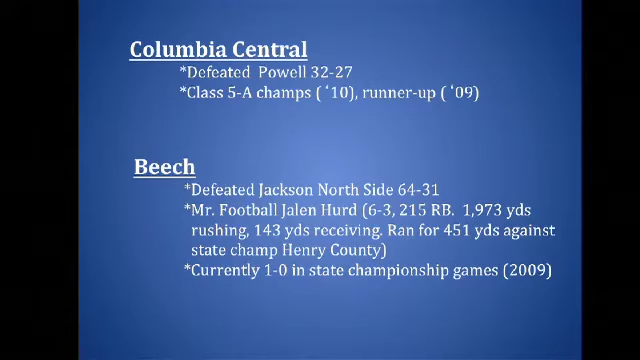 Columbia Central
*Defeated Powell 32-27
*Class 5-A champs ( ‘10), runner-up ( ‘09)
Beech
*Defeated Jackson North Side 64-31
*Mr. Football Jalen Hurd (6-3, 215 RB. 1,973 yds
rushing, 143 yds receiving. Ran for 451 yds against
state champ Henry County)
*Currently 1-0 in state championship games (2009)